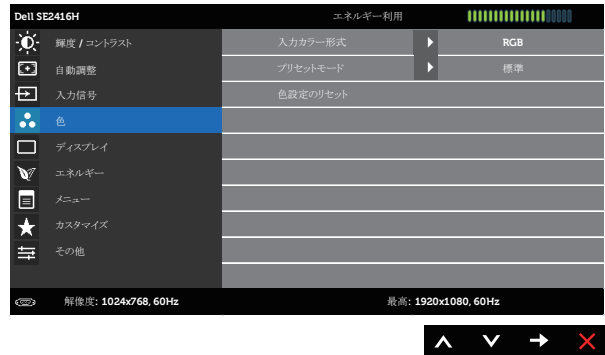 Dell SE2416H エネルギー利用
輝度 / コントラスト 入力カラー形式 RGB
自動調整 プリセットモード 標準
入力信号 色設定のリセット
色
ディスプレイ
エネルギー
メニュー
カスタマイズ
その他
解像度: 1024x768, 60Hz 最高: 1920x1080, 60Hz